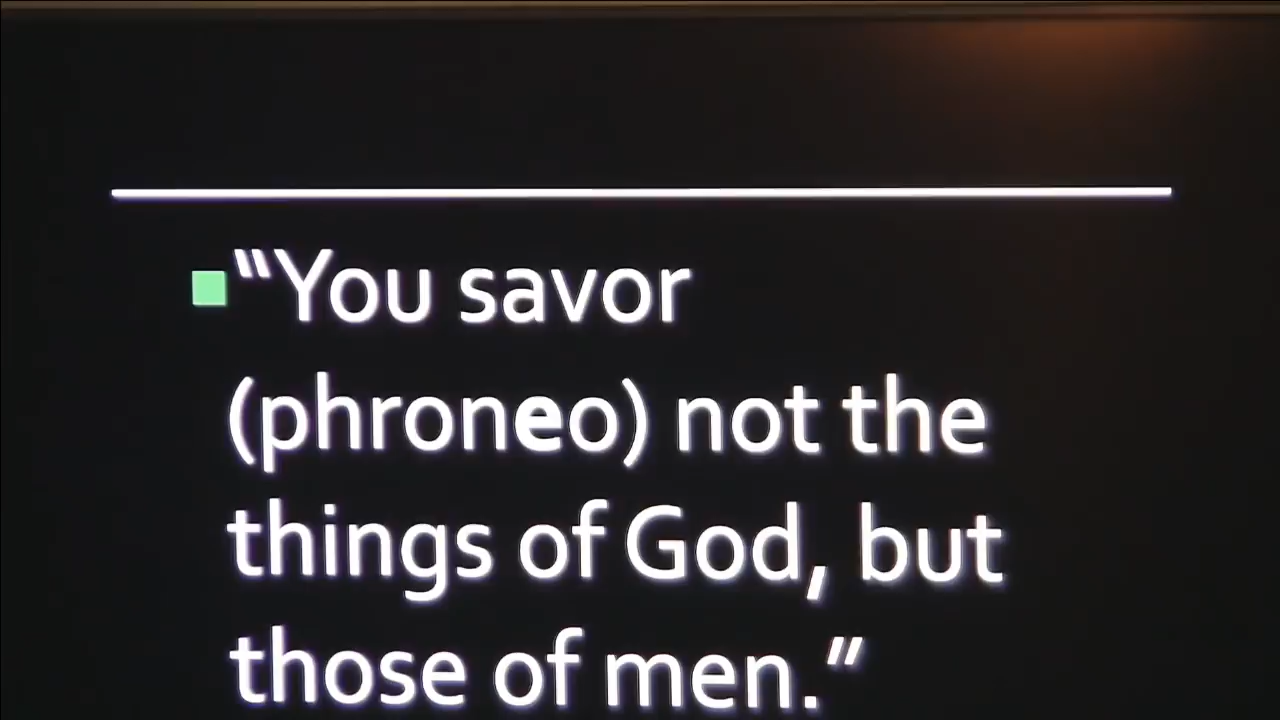 “You savor
(phroneo) not the
things of God, but
those of men.”